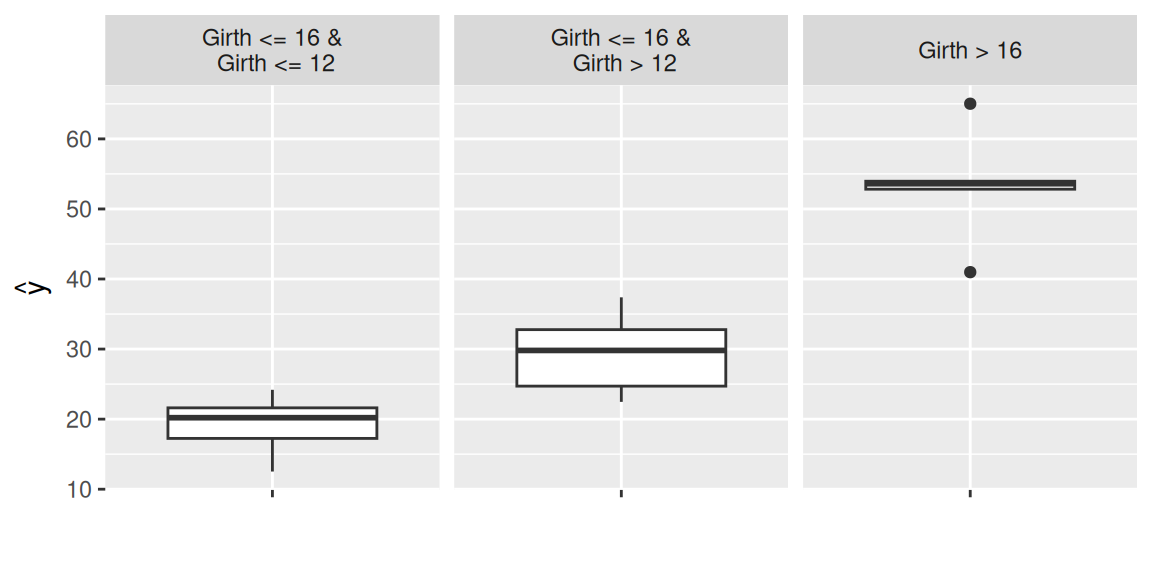 Girth <= 16 &
Girth <= 12
Girth <= 16 &
Girth > 12
Girth > 16
60
50
40
30
20
10
ŷ